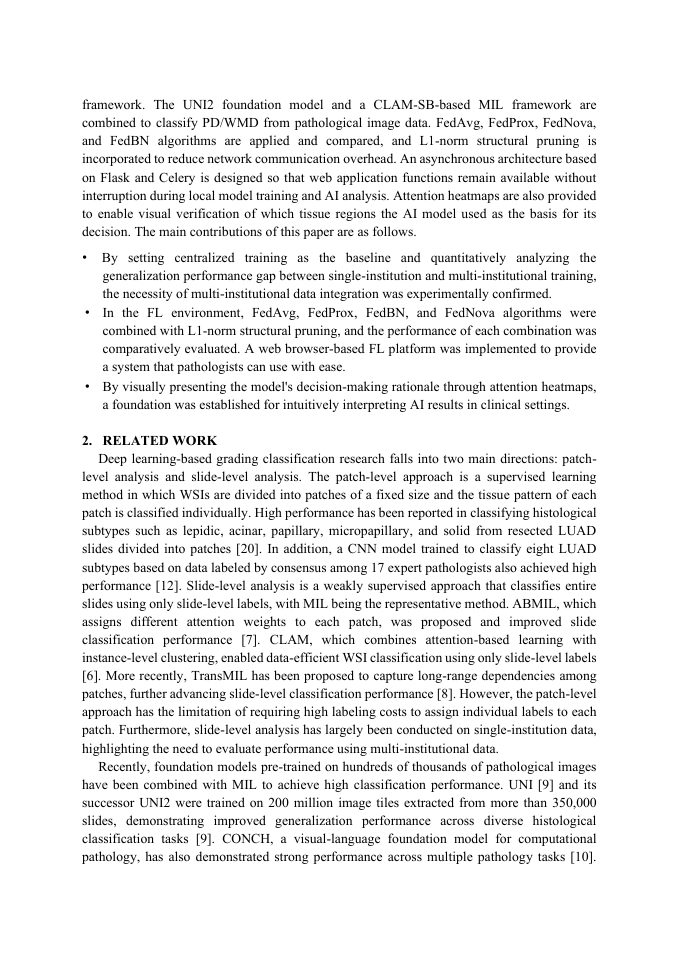 framework. The UNI2 foundation model and a CLAM-SB-based MIL framework are
combined to classify PD/WMD from pathological image data. FedAvg, FedProx, FedNova,
and FedBN algorithms are applied and compared, and L1-norm structural pruning is
incorporated to reduce network communication overhead. An asynchronous architecture based
on Flask and Celery is designed so that web application functions remain available without
interruption during local model training and AI analysis. Attention heatmaps are also provided
to enable visual verification of which tissue regions the AI model used as the basis for its
decision. The main contributions of this paper are as follows.
• By setting centralized training as the baseline and quantitatively analyzing the
generalization performance gap between single-institution and multi-institutional training,
the necessity of multi-institutional data integration was experimentally confirmed.
• In the FL environment, FedAvg, FedProx, FedBN, and FedNova algorithms were
combined with L1-norm structural pruning, and the performance of each combination was
comparatively evaluated. A web browser-based FL platform was implemented to provide
a system that pathologists can use with ease.
• By visually presenting the model's decision-making rationale through attention heatmaps,
a foundation was established for intuitively interpreting AI results in clinical settings.
2. RELATED WORK
Deep learning-based grading classification research falls into two main directions: patch-
level analysis and slide-level analysis. The patch-level approach is a supervised learning
method in which WSIs are divided into patches of a fixed size and the tissue pattern of each
patch is classified individually. High performance has been reported in classifying histological
subtypes such as lepidic, acinar, papillary, micropapillary, and solid from resected LUAD
slides divided into patches [20]. In addition, a CNN model trained to classify eight LUAD
subtypes based on data labeled by consensus among 17 expert pathologists also achieved high
performance [12]. Slide-level analysis is a weakly supervised approach that classifies entire
slides using only slide-level labels, with MIL being the representative method. ABMIL, which
assigns different attention weights to each patch, was proposed and improved slide
classification performance [7]. CLAM, which combines attention-based learning with
instance-level clustering, enabled data-efficient WSI classification using only slide-level labels
[6]. More recently, TransMIL has been proposed to capture long-range dependencies among
patches, further advancing slide-level classification performance [8]. However, the patch-level
approach has the limitation of requiring high labeling costs to assign individual labels to each
patch. Furthermore, slide-level analysis has largely been conducted on single-institution data,
highlighting the need to evaluate performance using multi-institutional data.
Recently, foundation models pre-trained on hundreds of thousands of pathological images
have been combined with MIL to achieve high classification performance. UNI [9] and its
successor UNI2 were trained on 200 million image tiles extracted from more than 350,000
slides, demonstrating improved generalization performance across diverse histological
classification tasks [9]. CONCH, a visual-language foundation model for computational
pathology, has also demonstrated strong performance across multiple pathology tasks [10].